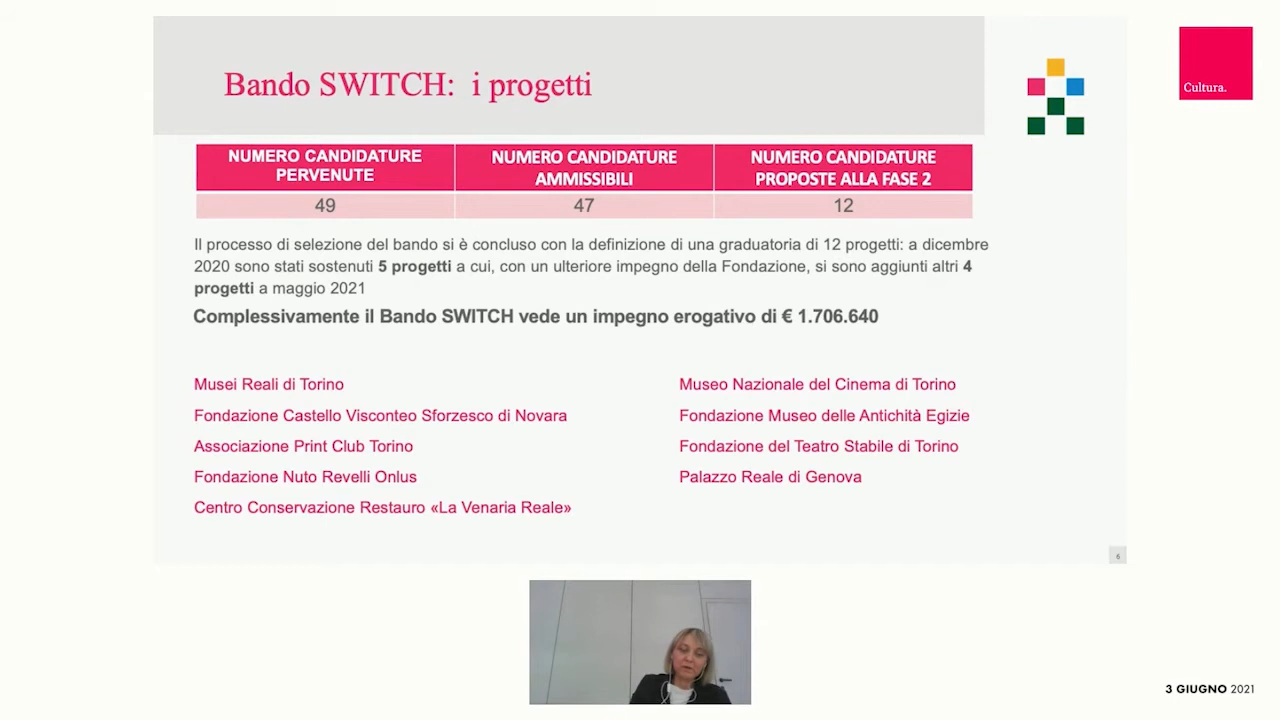 Bando SWITCH: i progetti
Cultura.
NUMERO CANDIDATURE
PERVENUTE
NUMERO CANDIDATURE
AMMISSIBILI
NUMERO CANDIDATURE
PROPOSTE ALLA FASE 2
49
47
12
Il processo di selezione del bando si è concluso con la definizione di una graduatoria di 12 progetti: a dicembre
2020 sono stati sostenuti 5 progetti a cui, con un ulteriore impegno della Fondazione, si sono aggiunti altri 4
progetti a maggio 2021
Complessivamente il Bando SWITCH vede un impegno erogativo di € 1.706.640
Musei Reali di Torino
Fondazione Castello Visconteo Sforzesco di Novara
Associazione Print Club Torino
Fondazione Nuto Revelli Onlus
Centro Conservazione Restauro «La Venaria Reale»
Museo Nazionale del Cinema di Torino
Fondazione Museo delle Antichità Egizie
Fondazione del Teatro Stabile di Torino
Palazzo Reale di Genova
6
3 GIUGNO 2021